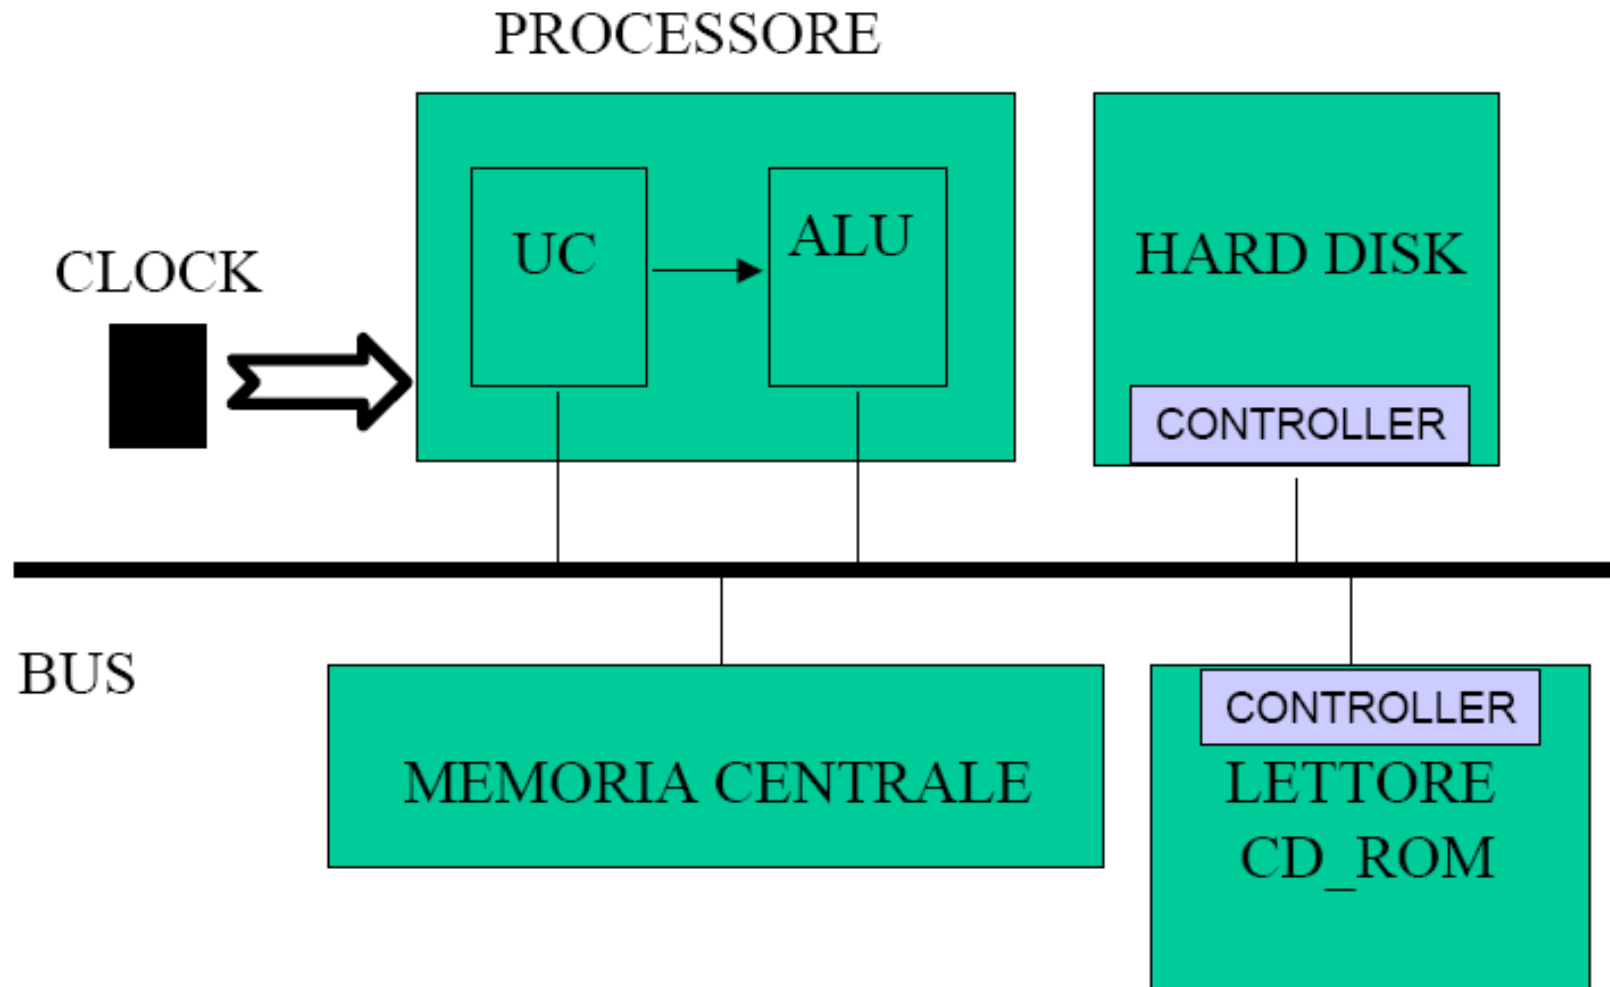 PROCESSORE
UC
ALU
HARD DISK
CLOCK
CONTROLLER
BUS
CONTROLLER
MEMORIA CENTRALE
LETTORE
CD_ROM